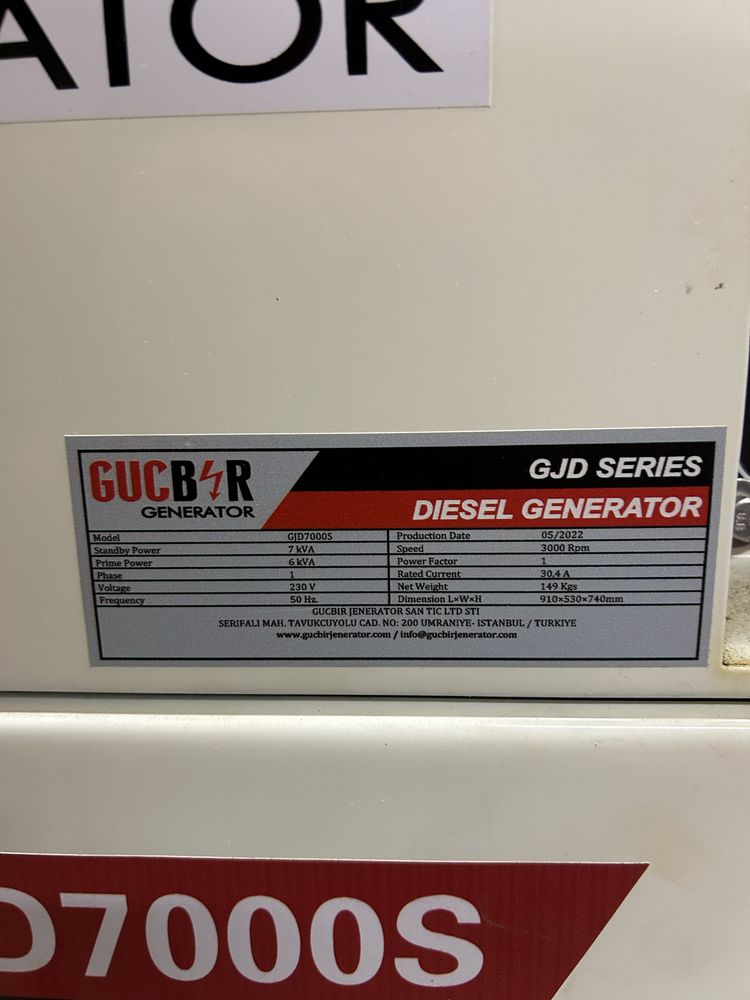 ATOR
GUCBIR
GENERATOR
GJD SERIES
DIESEL GENERATOR
Model GJD7000S Production Date 05/2022
Standby Power 7 kVA Speed 3000 Rpm
Prime Power 6 kVA Power Factor 1
Phase 1 Rated Current 30,4 A
Voltage 230 V Net Weight 149 Kgs
Frequency 50 Hz. Dimension L×W×H 910×530×740mm
GUCBIR JENERATOR SAN TIC LTD STI
SERIFALI MAH. TAVUKCUYOLU CAD. NO: 200 UMRANIYE- ISTANBUL / TURKIYE
www.gucbirjenerator.com / info@gucbirjenerator.com
D7000S